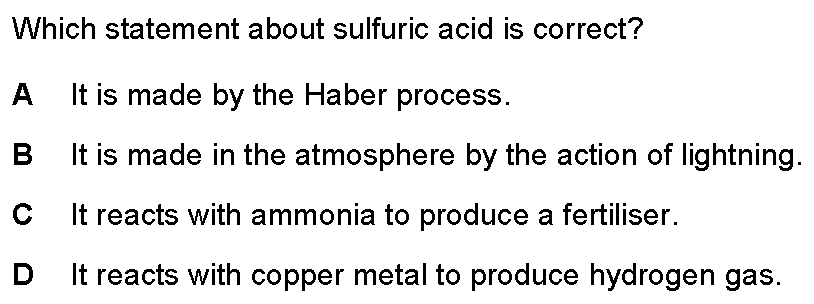 Which statement about sulfuric acid is correct?
A It is made by the Haber process.
B It is made in the atmosphere by the action of lightning.
C It reacts with ammonia to produce a fertiliser.
D It reacts with copper metal to produce hydrogen gas.